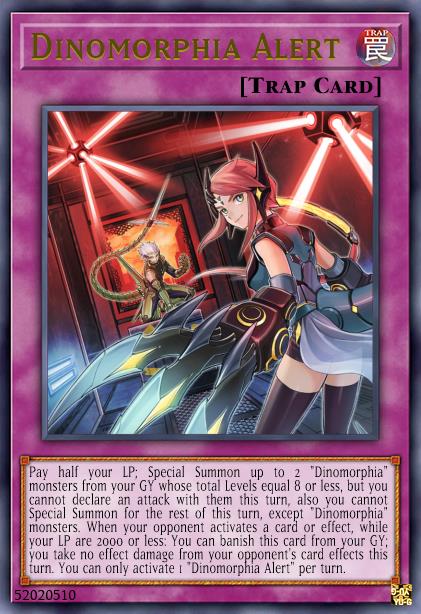 DINOMORPHIA ALERT
TRAP
罠
[TRAP CARD]
Pay half your LP; Special Summon up to 2 "Dinomorphia"
monsters from your GY whose total Levels equal 8 or less, but you
cannot declare an attack with them this turn, also you cannot
Special Summon for the rest of this turn, except "Dinomorphia"
monsters. When your opponent activates a card or effect, while
your LP are 2000 or less: You can banish this card from your GY;
you take no effect damage from your opponent's card effects this
turn. You can only activate 1 "Dinomorphia Alert" per turn.
52020510